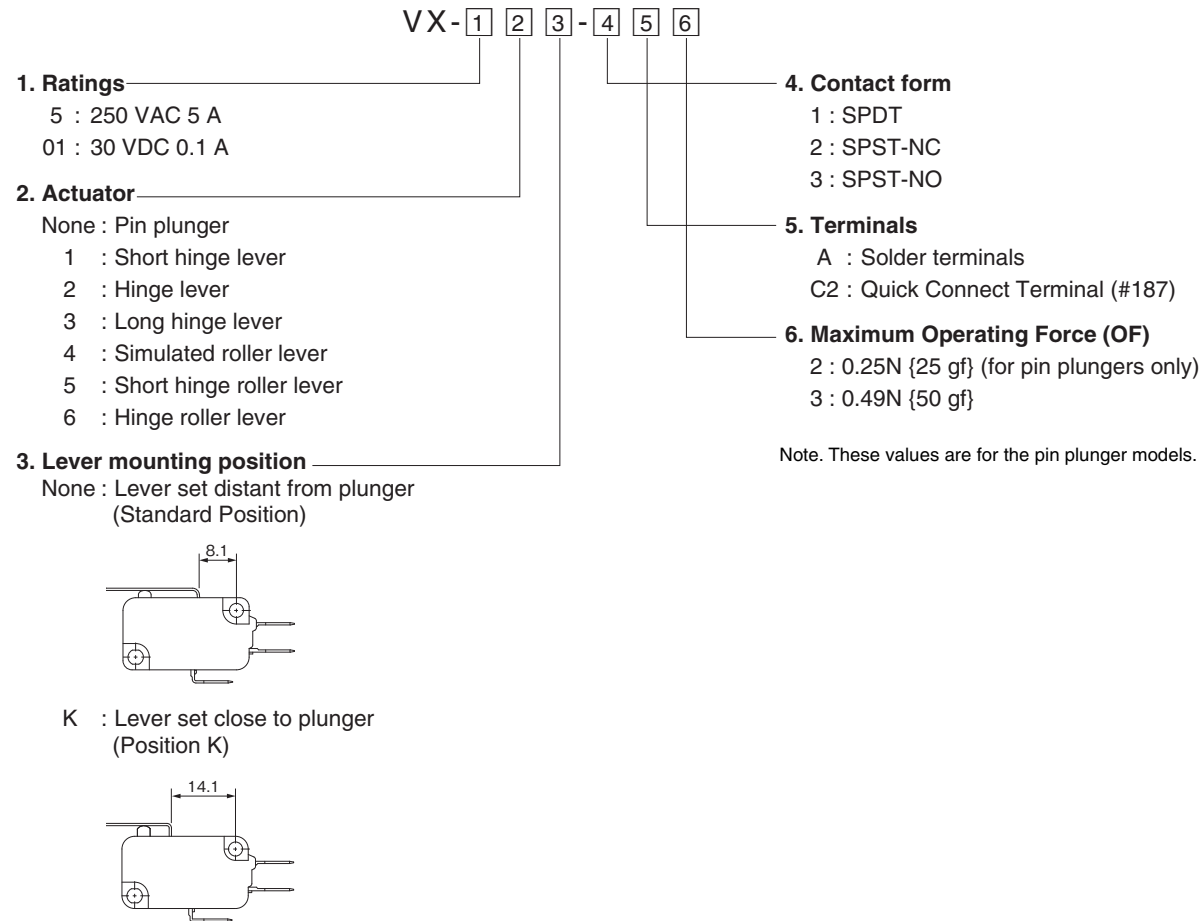 VX-1 2 3-4 5 6
1. Ratings
5 : 250 VAC 5 A
01 : 30 VDC 0.1 A
2. Actuator
None : Pin plunger
1 : Short hinge lever
2 : Hinge lever
3 : Long hinge lever
4 : Simulated roller lever
5 : Short hinge roller lever
6 : Hinge roller lever
3. Lever mounting position
None : Lever set distant from plunger
(Standard Position)
8.1
K : Lever set close to plunger
(Position K)
14.1
4. Contact form
1 : SPDT
2 : SPST-NC
3 : SPST-NO
5. Terminals
A : Solder terminals
C2 : Quick Connect Terminal (#187)
6. Maximum Operating Force (OF)
2 : 0.25N {25 gf} (for pin plungers only)
3 : 0.49N {50 gf}
Note. These values are for the pin plunger models.